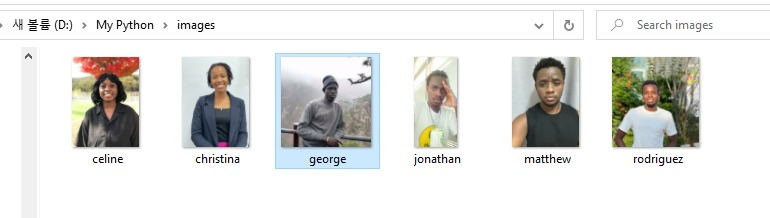 새 볼륨 (D:) > My Python > images
Search images
celine
christina
george
jonathan
matthew
rodriguez